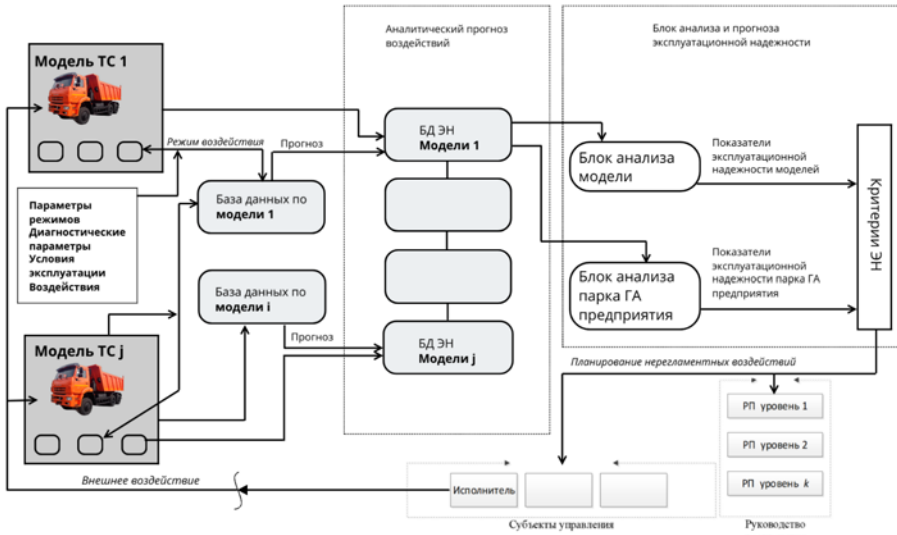 Аналитический прогноз
воздействий
Блок анализа и прогноза
эксплуатационной надежности
Модель ТС 1
Режим воздействия
Прогноз
БД ЭН
Модели 1
Блок анализа
модели
Показатели
эксплуатационной
надежности моделей
Критерии ЭН
Параметры
режимов
Диагностические
параметры
Условия
эксплуатации
Воздействия
База данных по
модели 1
База данных по
модели i
Прогноз
Блок анализа
парка ГА
предприятия
Показатели
эксплуатационной
надежности парка ГА
предприятия
Модель ТС j
БД ЭН
Модели j
Планирование нерегламентных воздействий
РП уровень 1
РП уровень 2
РП уровень k
Внешнее воздействие
Исполнитель
Субъекты управления
Руководство